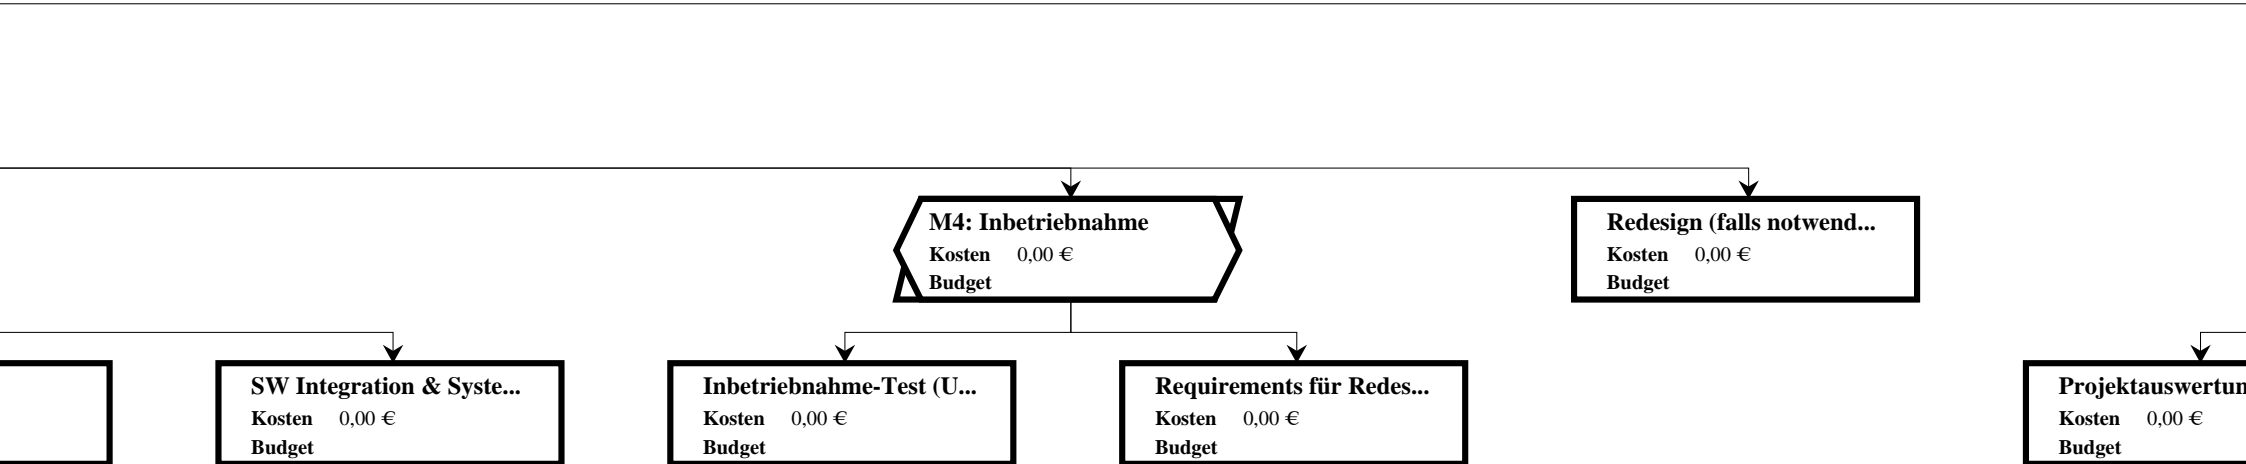 M4: Inbetriebnahme
Kosten 0,00 €
Budget
Redesign (falls notwend...
Kosten 0,00 €
Budget
SW Integration & Syste...
Kosten 0,00 €
Budget
Inbetriebnahme-Test (U...
Kosten 0,00 €
Budget
Requirements für Redes...
Kosten 0,00 €
Budget
Projektauswertun
Kosten 0,00 €
Budget